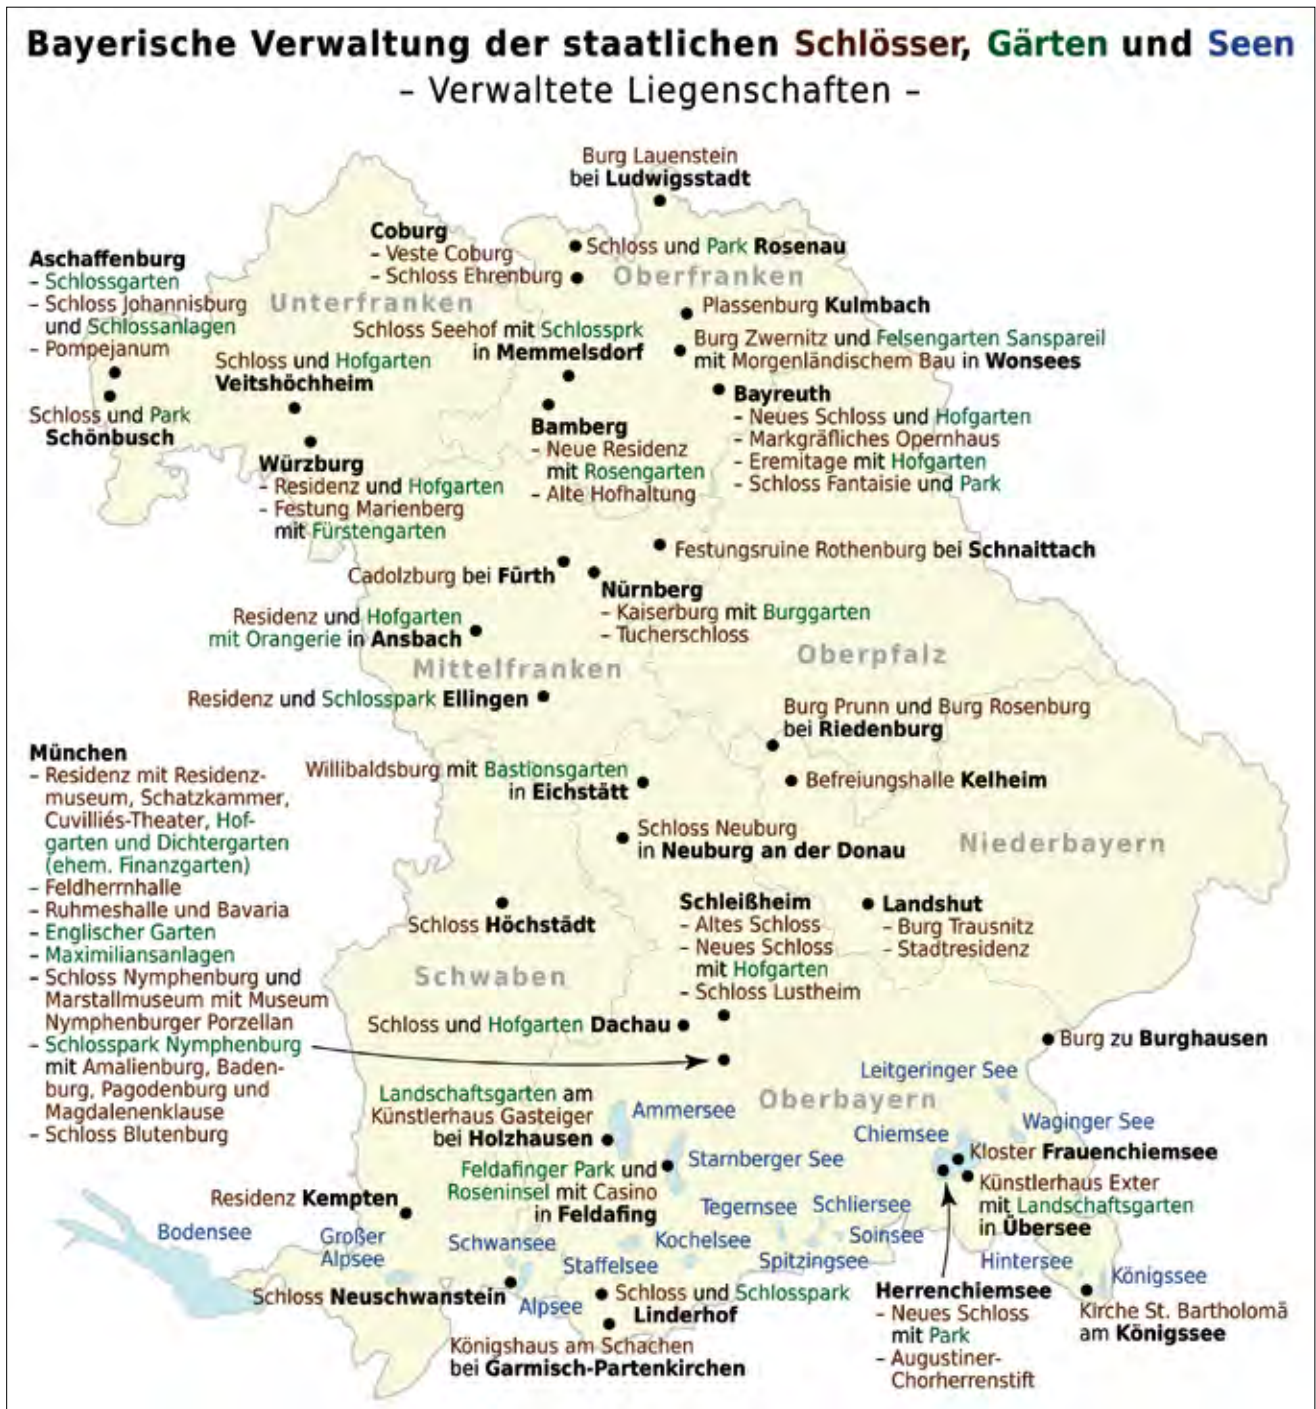 Bayerische Verwaltung der staatlichen Schlösser, Gärten und Seen
– Verwaltete Liegenschaften –
Burg Lauenstein
bei Ludwigsstadt
Coburg
– Veste Coburg
– Schloss Ehrenburg
Schloss und Park Rosenau
Oberfranken
Aschaffenburg
– Schlossgarten
– Schloss Johannisburg
und Schlossanlagen
– Pompejanum
Unterfranken
Plassenburg Kulmbach
Schloss Seehof mit Schlossprk
in Memmelsdorf
Burg Zwernitz und Felsengarten Sanspareil
mit Morgenländischem Bau in Wonsees
Schloss und Hofgarten
Veitshöchheim
Schloss und Park
Schönbusch
Bayreuth
– Neues Schloss und Hofgarten
– Markgräfliches Opernhaus
– Eremitage mit Hofgarten
– Schloss Fantaisie und Park
Bamberg
– Neue Residenz
mit Rosengarten
– Alte Hofhaltung
Würzburg
– Residenz und Hofgarten
– Festung Marienberg
mit Fürstengarten
Festungsruine Rothenburg bei Schnaittach
Cadolzburg bei Fürth
Nürnberg
– Kaiserburg mit Burggarten
– Tucherschloss
Residenz und Hofgarten
mit Orangerie in Ansbach
Oberpfalz
Mittelfranken
Residenz und Schlosspark Ellingen
Burg Prunn und Burg Rosenburg
bei Riedenburg
München
– Residenz mit Residenz-
museum, Schatzkammer,
Cuvilliés-Theater, Hof-
garten und Dichtergarten
(ehem. Finanzgarten)
– Feldherrnhalle
– Ruhmeshalle und Bavaria
– Englischer Garten
– Maximiliansanlagen
– Schloss Nymphenburg und
Marstallmuseum mit Museum
Nymphenburger Porzellan
– Schlosspark Nymphenburg
mit Amalienburg, Baden-
burg, Pagodenburg und
Magdalenenklause
– Schloss Blutenburg
Willibaldsburg mit Bastionsgarten
in Eichstätt
Befreiungshalle Kelheim
Schloss Neuburg
in Neuburg an der Donau
Niederbayern
Schloss Höchstädt
Schleißheim
– Altes Schloss
– Neues Schloss
mit Hofgarten
– Schloss Lustheim
Landshut
– Burg Trausnitz
– Stadtresidenz
Schwaben
Schloss und Hofgarten Dachau
Burg zu Burghausen
Leitgeringer See
Oberbayern
Landschaftsgarten am
Künstlerhaus Gasteiger
bei Holzhausen
Ammersee
Waginger See
Chiemsee
Kloster Frauenchiemsee
Starnberger See
Feldafinger Park und
Roseninsel mit Casino
in Feldafing
Künstlerhaus Exter
mit Landschaftsgarten
in Übersee
Residenz Kempten
Tegernsee
Schliersee
Bodensee
Großer
Alpsee
Schwansee
Kochelsee
Soinsee
Staffelsee
Spitzingsee
Hintersee
Königssee
Schloss Neuschwanstein
Alpsee
Schloss und Schlosspark
Linderhof
Herrenchiemsee
– Neues Schloss
mit Park
– Augustiner-
Chorherrenstift
Kirche St. Bartholomä
am Königssee
Königshaus am Schachen
bei Garmisch-Partenkirchen